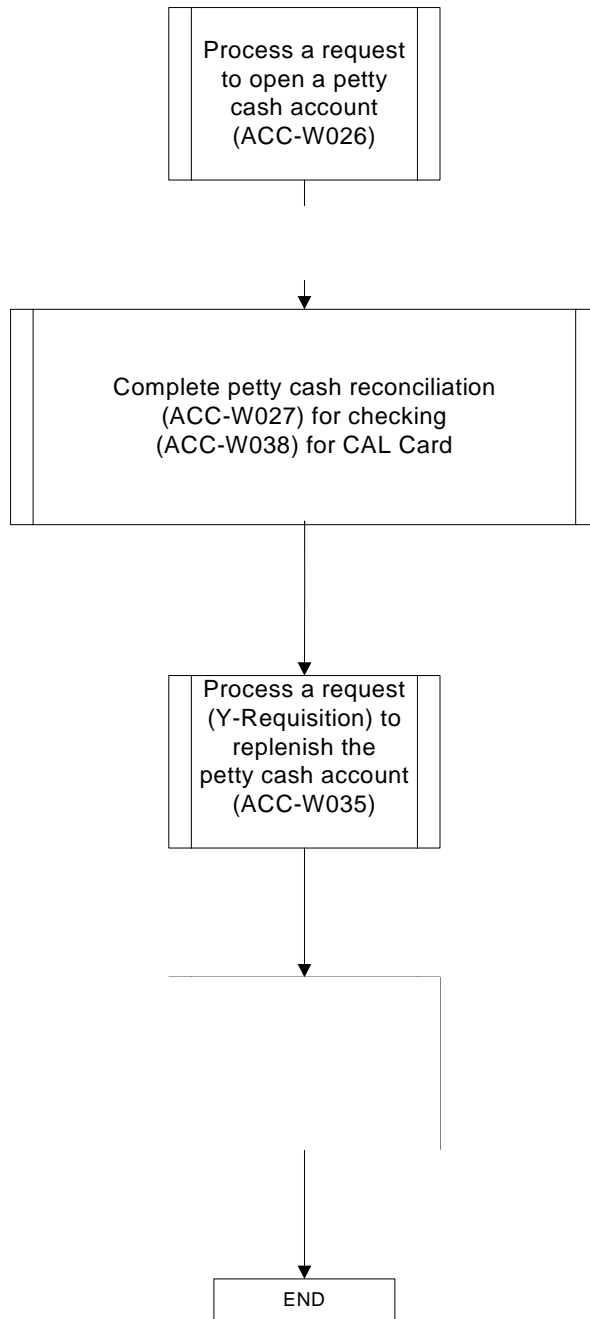 Process a request
to open a petty
cash account
(ACC-W026)
Complete petty cash reconciliation
(ACC-W027) for checking
(ACC-W038) for CAL Card
Process a request
(Y-Requisition) to
replenish the
petty cash account
(ACC-W035)
END